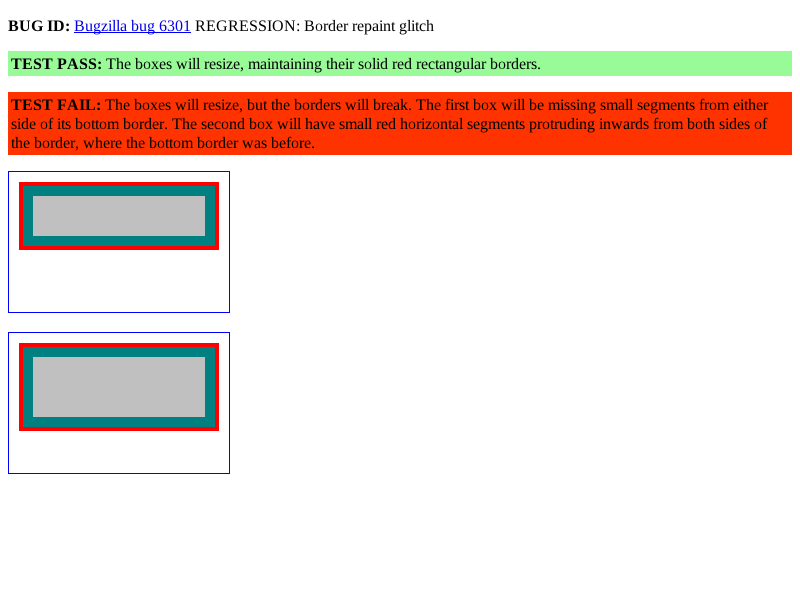 BUG ID: Bugzilla bug 6301 REGRESSION: Border repaint glitch
TEST PASS: The boxes will resize, maintaining their solid red rectangular borders.
TEST FAIL: The boxes will resize, but the borders will break. The first box will be missing small segments from either
side of its bottom border. The second box will have small red horizontal segments protruding inwards from both sides of
the border, where the bottom border was before.